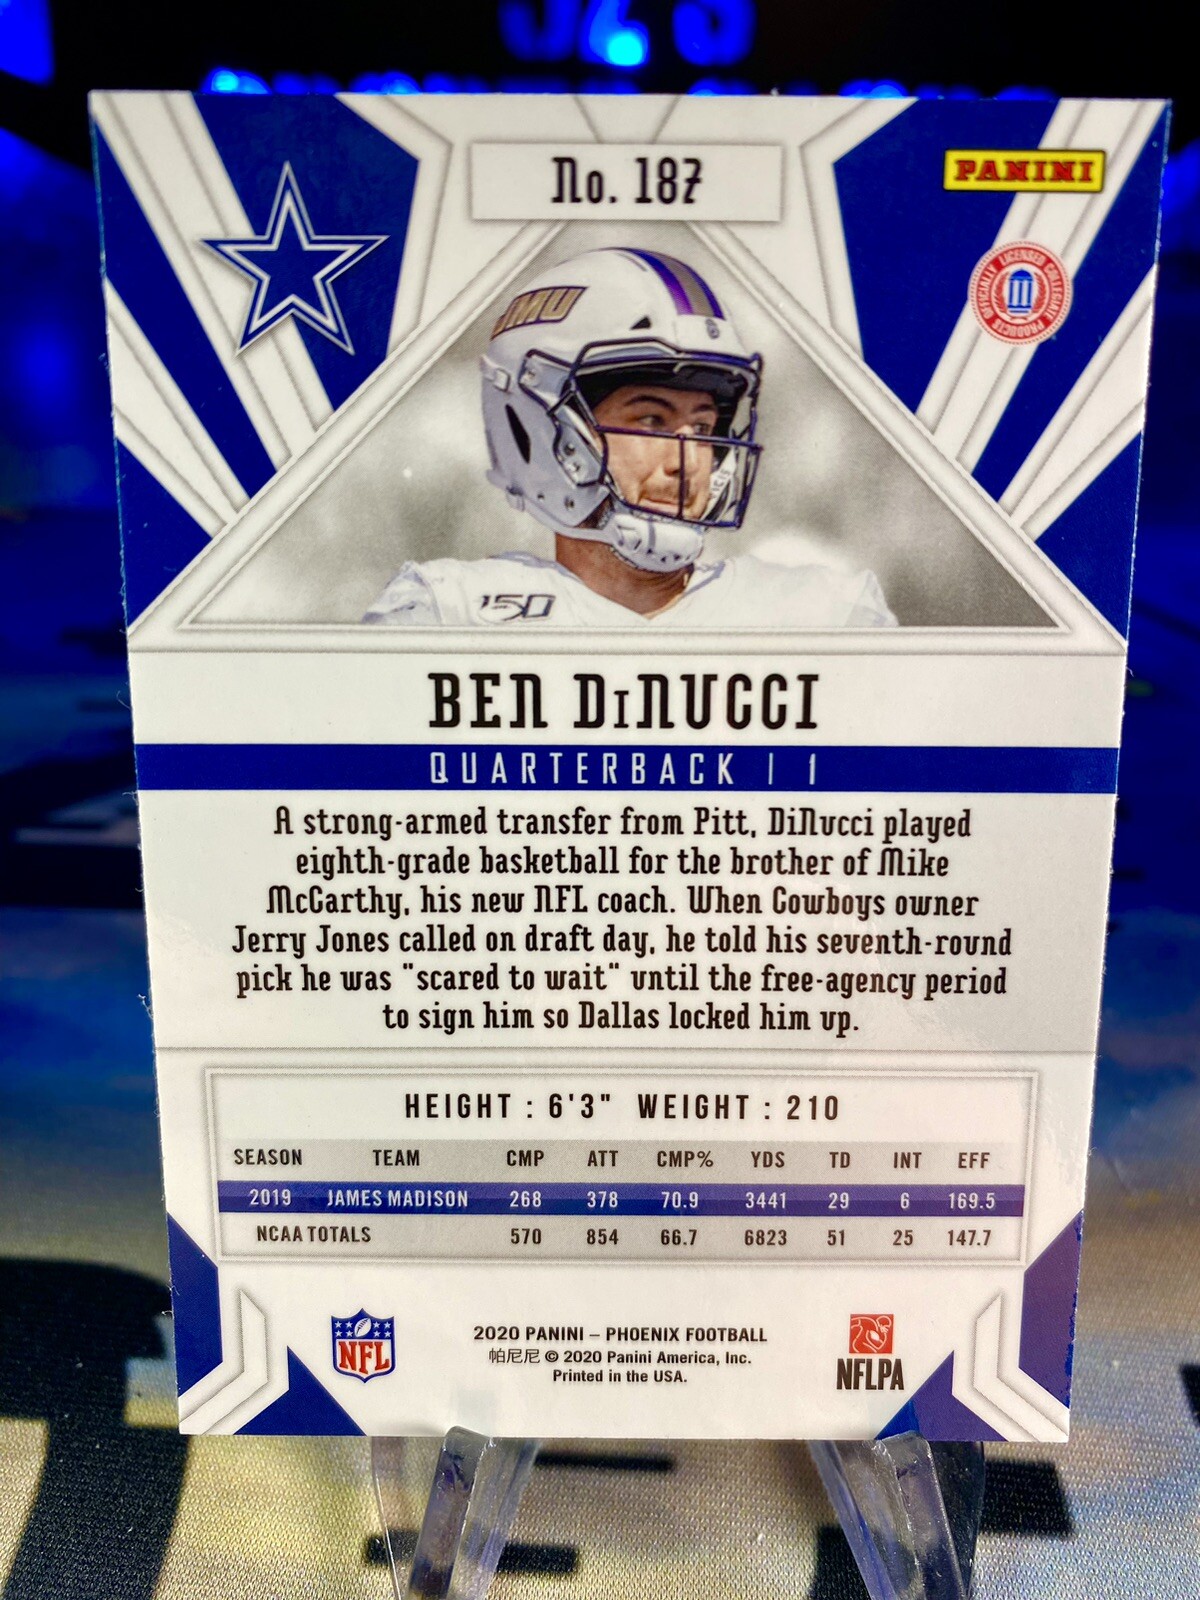 No. 187
PANINI
OFFICIALLY LICENSED COLLEGIATE PRODUCTS
JMU
150
BEN DiNUCCI
QUARTERBACK | 1
A strong-armed transfer from Pitt, DiNucci played
eighth-grade basketball for the brother of Mike
McCarthy, his new NFL coach. When Cowboys owner
Jerry Jones called on draft day, he told his seventh-round
pick he was "scared to wait" until the free-agency period
to sign him so Dallas locked him up.
HEIGHT : 6'3" WEIGHT : 210
SEASON TEAM CMP ATT CMP% YDS TD INT EFF
2019 JAMES MADISON 268 378 70.9 3441 29 6 169.5
NCAA TOTALS 570 854 66.7 6823 51 25 147.7
NFL
2020 PANINI – PHOENIX FOOTBALL
帕尼尼 © 2020 Panini America, Inc.
Printed in the USA.
NFLPA